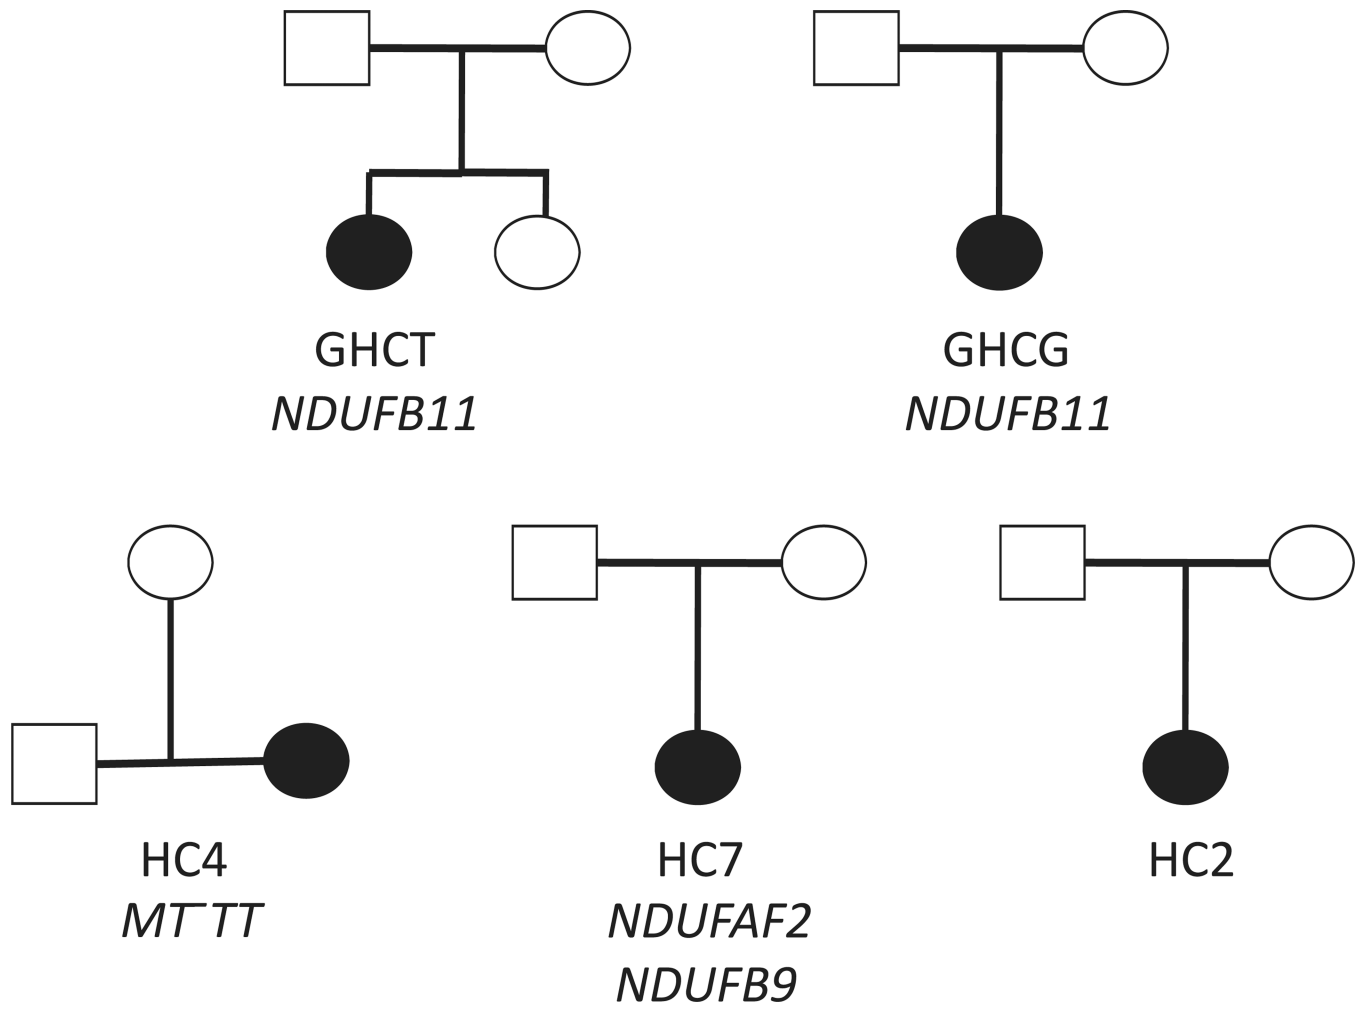 GHCT
NDUFB11
GHCG
NDUFB11
HC4
MT-TT
HC7
NDUFAF2
NDUFB9
HC2